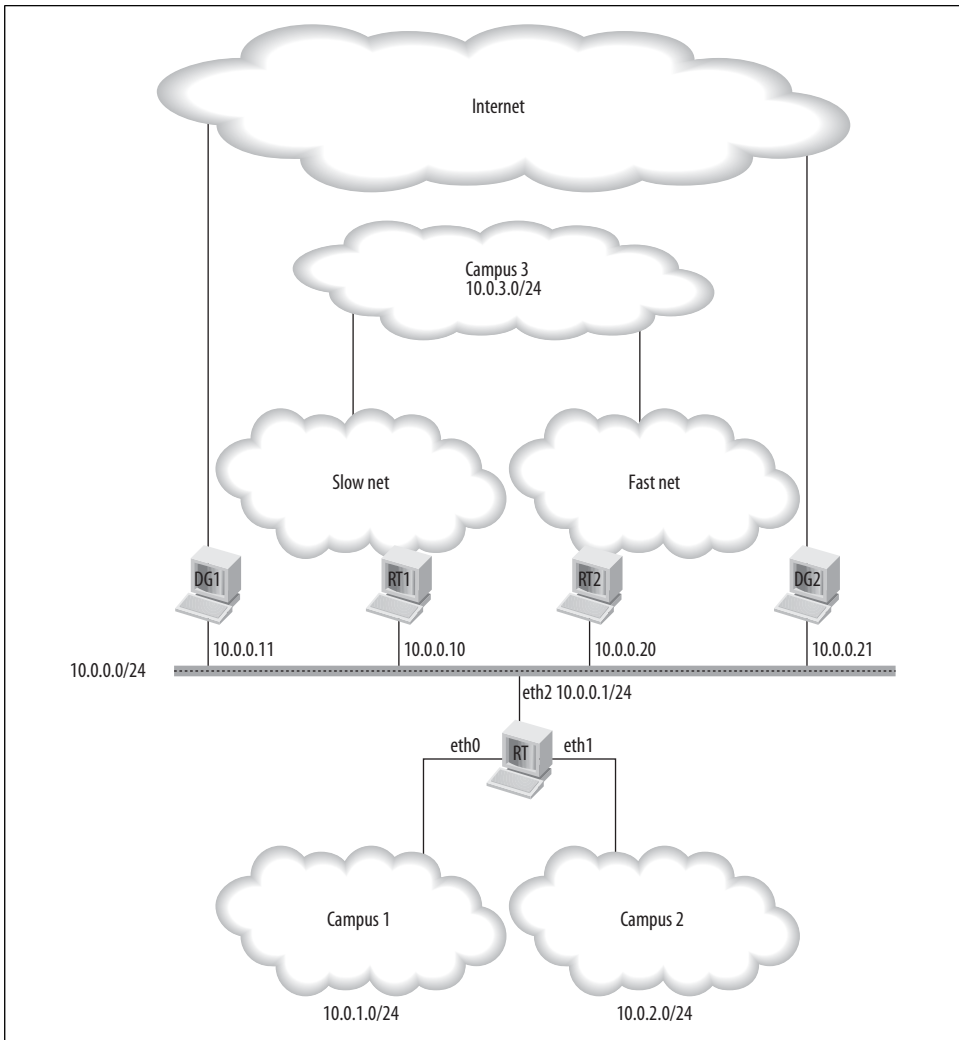 Internet
Campus 3
10.0.3.0/24
Slow net
Fast net
DG1
RT1
RT2
DG2
10.0.0.11
10.0.0.10
10.0.0.20
10.0.0.21
10.0.0.0/24
eth2 10.0.0.1/24
eth0
RT
eth1
Campus 1
Campus 2
10.0.1.0/24
10.0.2.0/24